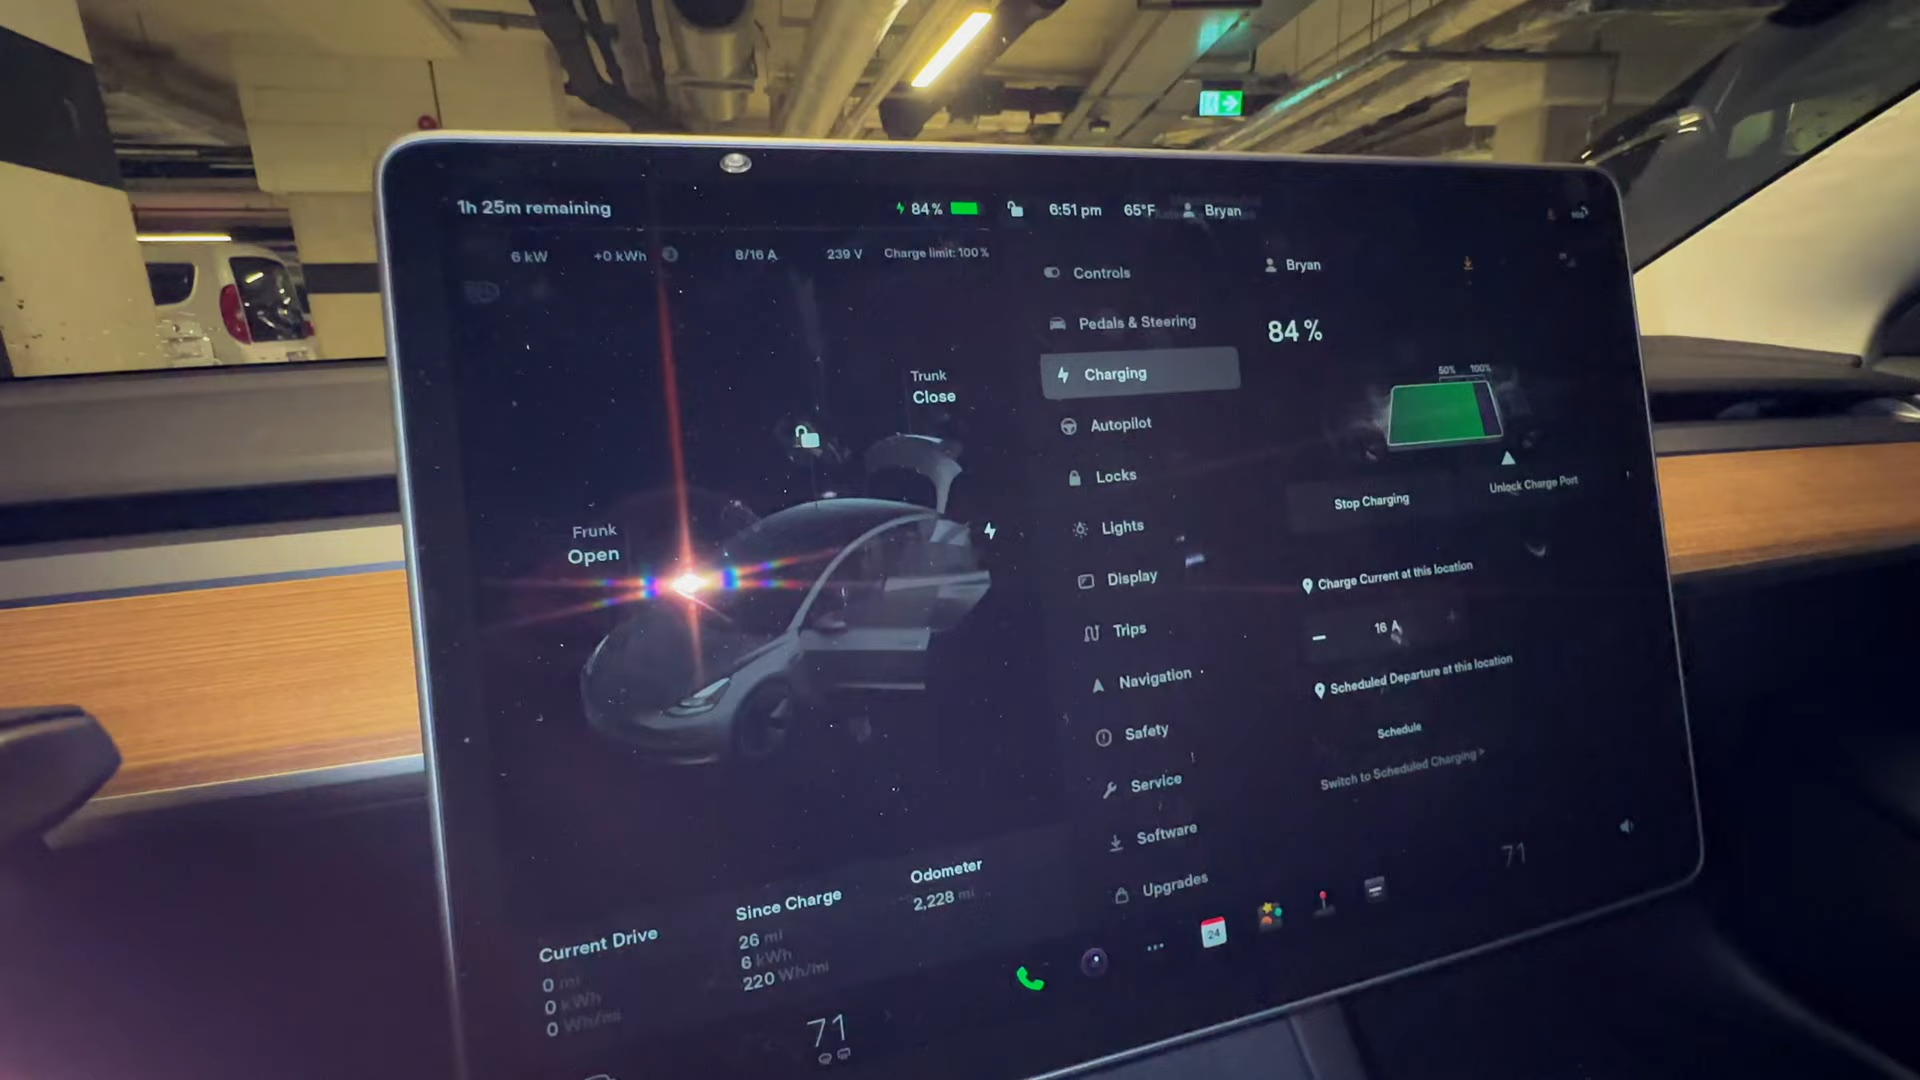 1h 25m remaining
84 %
6:51 pm
65°F
Bryan
6 kW
+0 kWh
8/16 A
239 V
Charge limit: 100 %
Trunk
Close
Frunk
Open
Current Drive
0 mi
0 kWh
0 Wh/mi
Since Charge
26 mi
6 kWh
220 Wh/mi
Odometer
2,228 mi
71
Controls
Pedals & Steering
Charging
Autopilot
Locks
Lights
Display
Trips
Navigation
Safety
Service
Software
Upgrades
Bryan
84 %
50% 100%
Stop Charging
Unlock Charge Port
Charge Current at this location
16 A
Scheduled Departure at this location
Schedule
Switch to Scheduled Charging >
24
71